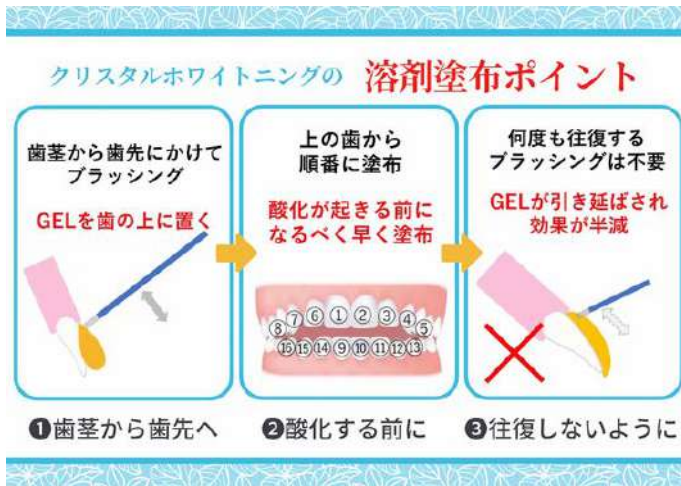 クリスタルホワイトニングの 溶剤塗布ポイント
歯茎から歯先にかけて
ブラッシング
GELを歯の上に置く
上の歯から
順番に塗布
酸化が起きる前に
なるべく早く塗布
⑧⑦⑥①②③④⑤
⑯⑮⑭⑨⑩⑪⑫⑬
何度も往復する
ブラッシングは不要
GELが引き延ばされ
効果が半減
❶歯茎から歯先へ
❷酸化する前に
❸往復しないように